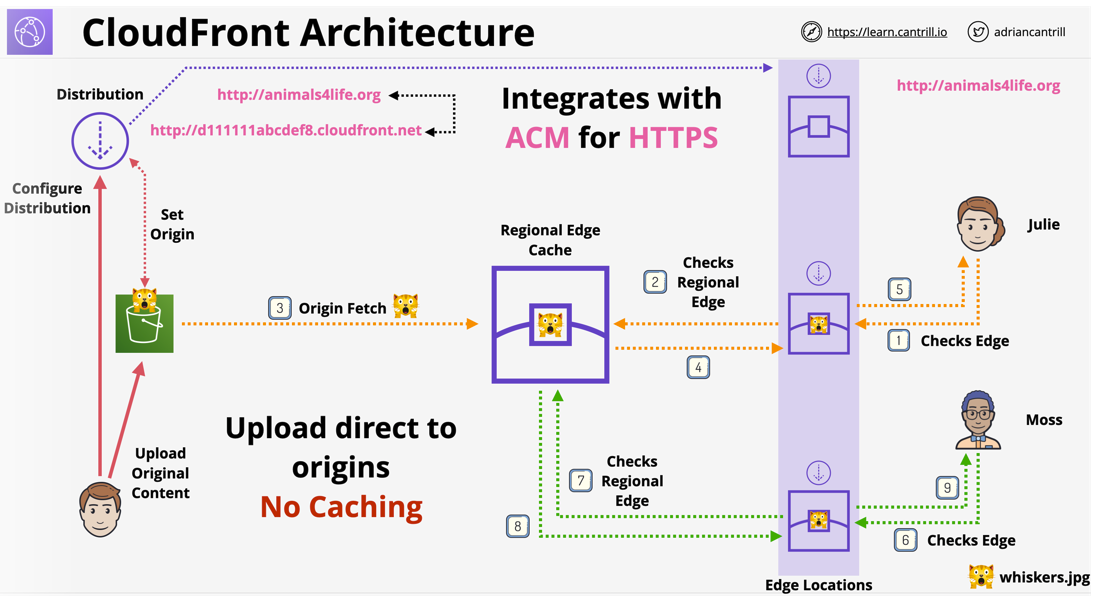 CloudFront Architecture
https://learn.cantrill.io
adriancantrill
Distribution
http://animals4life.org
http://d111111abcdef8.cloudfront.net
Integrates with
ACM for HTTPS
http://animals4life.org
Configure
Distribution
Set
Origin
Regional Edge
Cache
Checks
Regional
Edge
2
Julie
5
3
Origin Fetch
1
Checks Edge
4
Upload direct to
origins
No Caching
Upload
Original
Content
Moss
Checks
Regional
Edge
7
8
9
6
Checks Edge
Edge Locations
whiskers.jpg